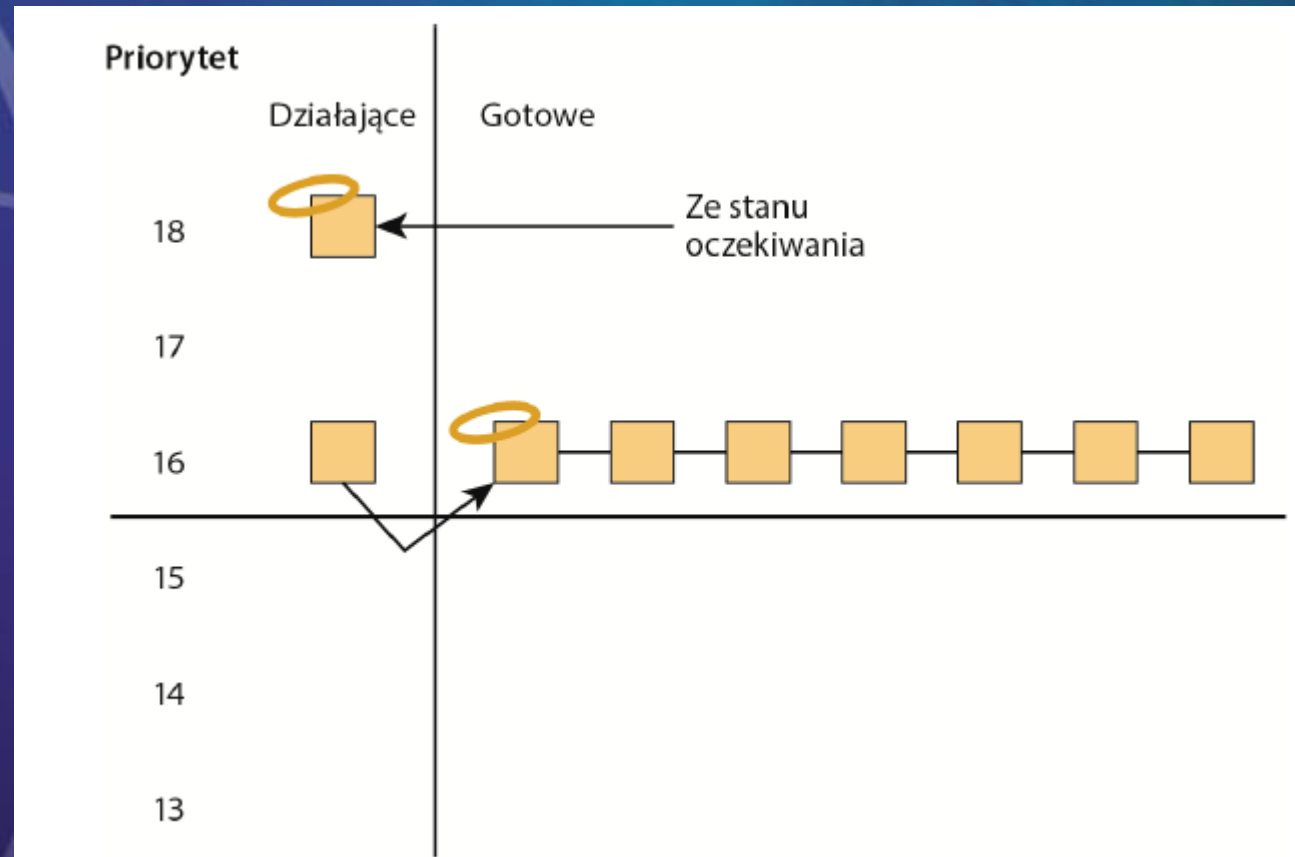 Priorytet
Działające
Gotowe
18
Ze stanu
oczekiwania
17
16
15
14
13